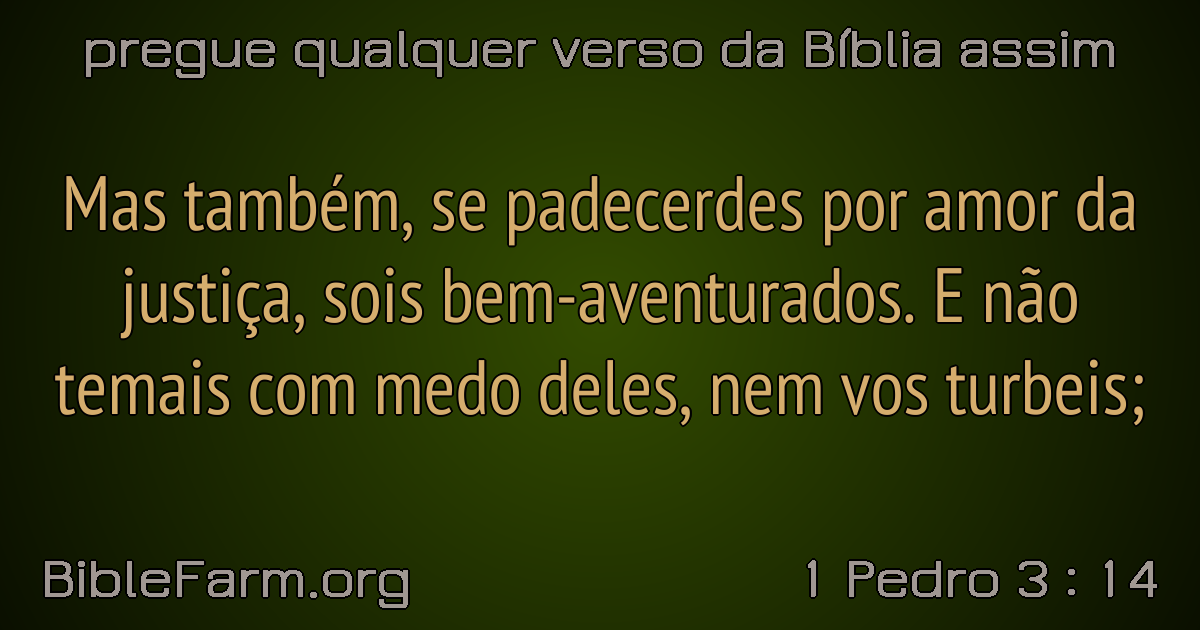 pregue qualquer verso da Bíblia assim
Mas também, se padecerdes por amor da
justiça, sois bem-aventurados. E não
temais com medo deles, nem vos turbeis;
BibleFarm.org
1 Pedro 3 : 14